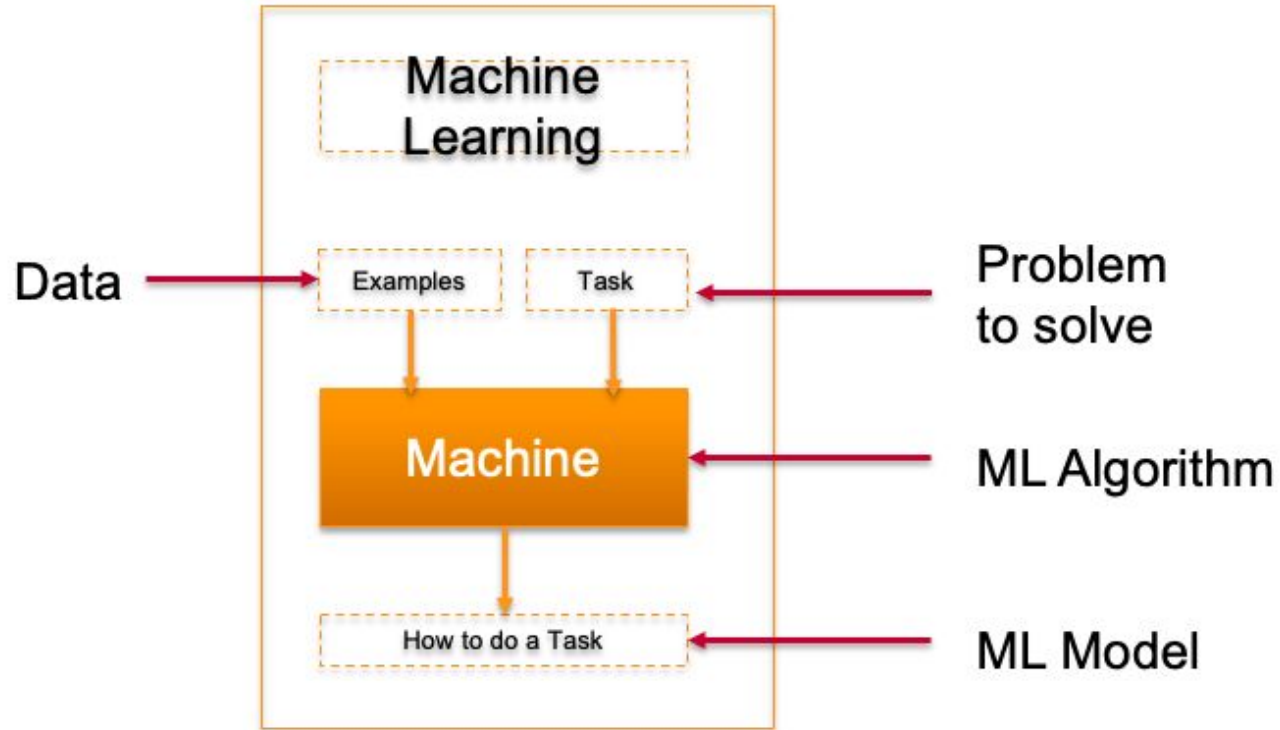 Machine
Learning
Data
Examples
Task
Problem
to solve
Machine
ML Algorithm
How to do a Task
ML Model